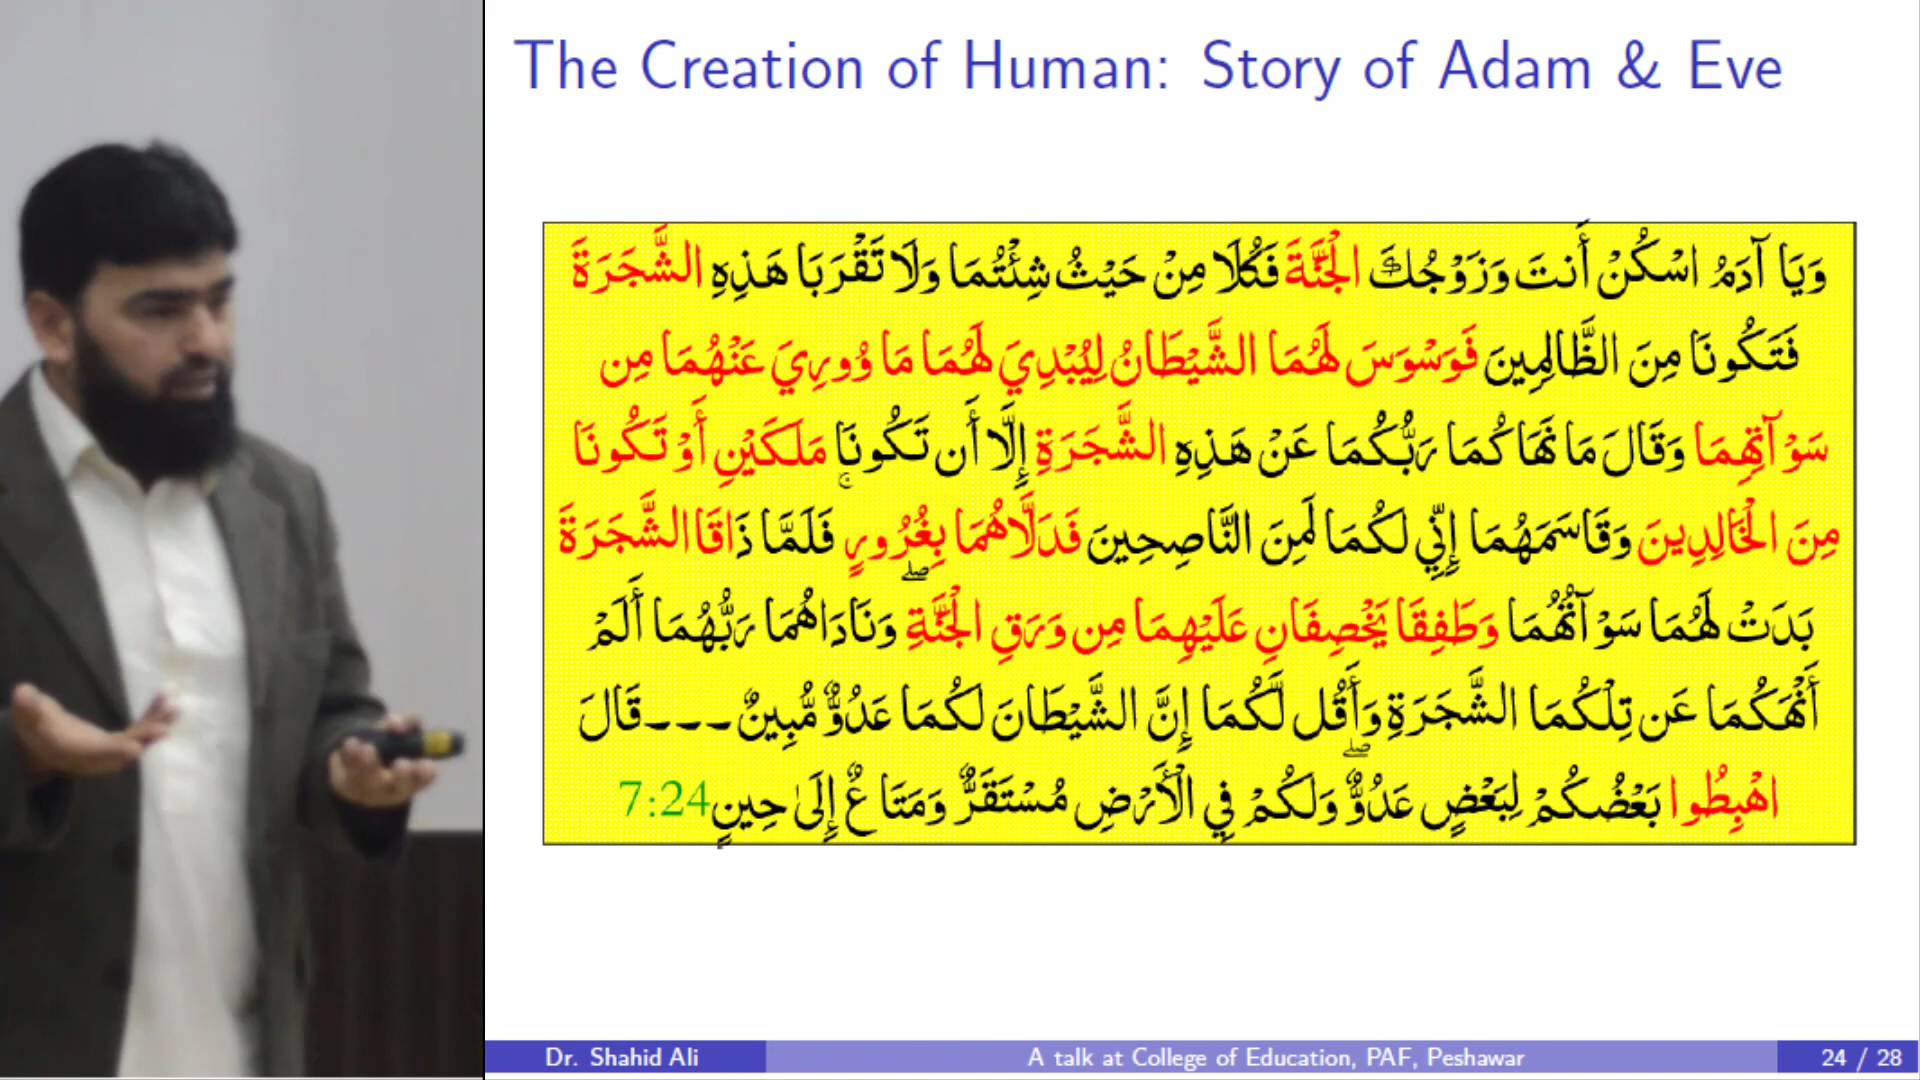 The Creation of Human: Story of Adam & Eve
وَيَا آدَمُ اسْكُنْ أَنتَ وَزَوْجُكَ الْجَنَّةَ فَكُلَا مِنْ حَيْثُ شِئْتُمَا وَلَا تَقْرَبَا هَذِهِ الشَّجَرَةَ
فَتَكُونَا مِنَ الظَّالِمِينَ فَوَسْوَسَ لَهُمَا الشَّيْطَانُ لِيُبْدِيَ لَهُمَا مَا وُورِيَ عَنْهُمَا مِن
سَوْآتِهِمَا وَقَالَ مَا نَهَاكُمَا رَبُّكُمَا عَنْ هَذِهِ الشَّجَرَةِ إِلَّا أَن تَكُونَا مَلَكَيْنِ أَوْ تَكُونَا
مِنَ الْخَالِدِينَ وَقَاسَمَهُمَا إِنِّي لَكُمَا لَمِنَ النَّاصِحِينَ فَدَلَّاهُمَا بِغُرُورٍ ۚ فَلَمَّا ذَاقَا الشَّجَرَةَ
بَدَتْ لَهُمَا سَوْآتُهُمَا وَطَفِقَا يَخْصِفَانِ عَلَيْهِمَا مِن وَرَقِ الْجَنَّةِ ۖ وَنَادَاهُمَا رَبُّهُمَا أَلَمْ
أَنْهَكُمَا عَن تِلْكُمَا الشَّجَرَةِ وَأَقُل لَّكُمَا إِنَّ الشَّيْطَانَ لَكُمَا عَدُوٌّ مُّبِينٌ ۔۔۔ قَالَ
اهْبِطُوا بَعْضُكُمْ لِبَعْضٍ عَدُوٌّ ۖ وَلَكُمْ فِي الْأَرْضِ مُسْتَقَرٌّ وَمَتَاعٌ إِلَىٰ حِينٍ 7:24
Dr. Shahid Ali
A talk at College of Education, PAF, Peshawar
24 / 28